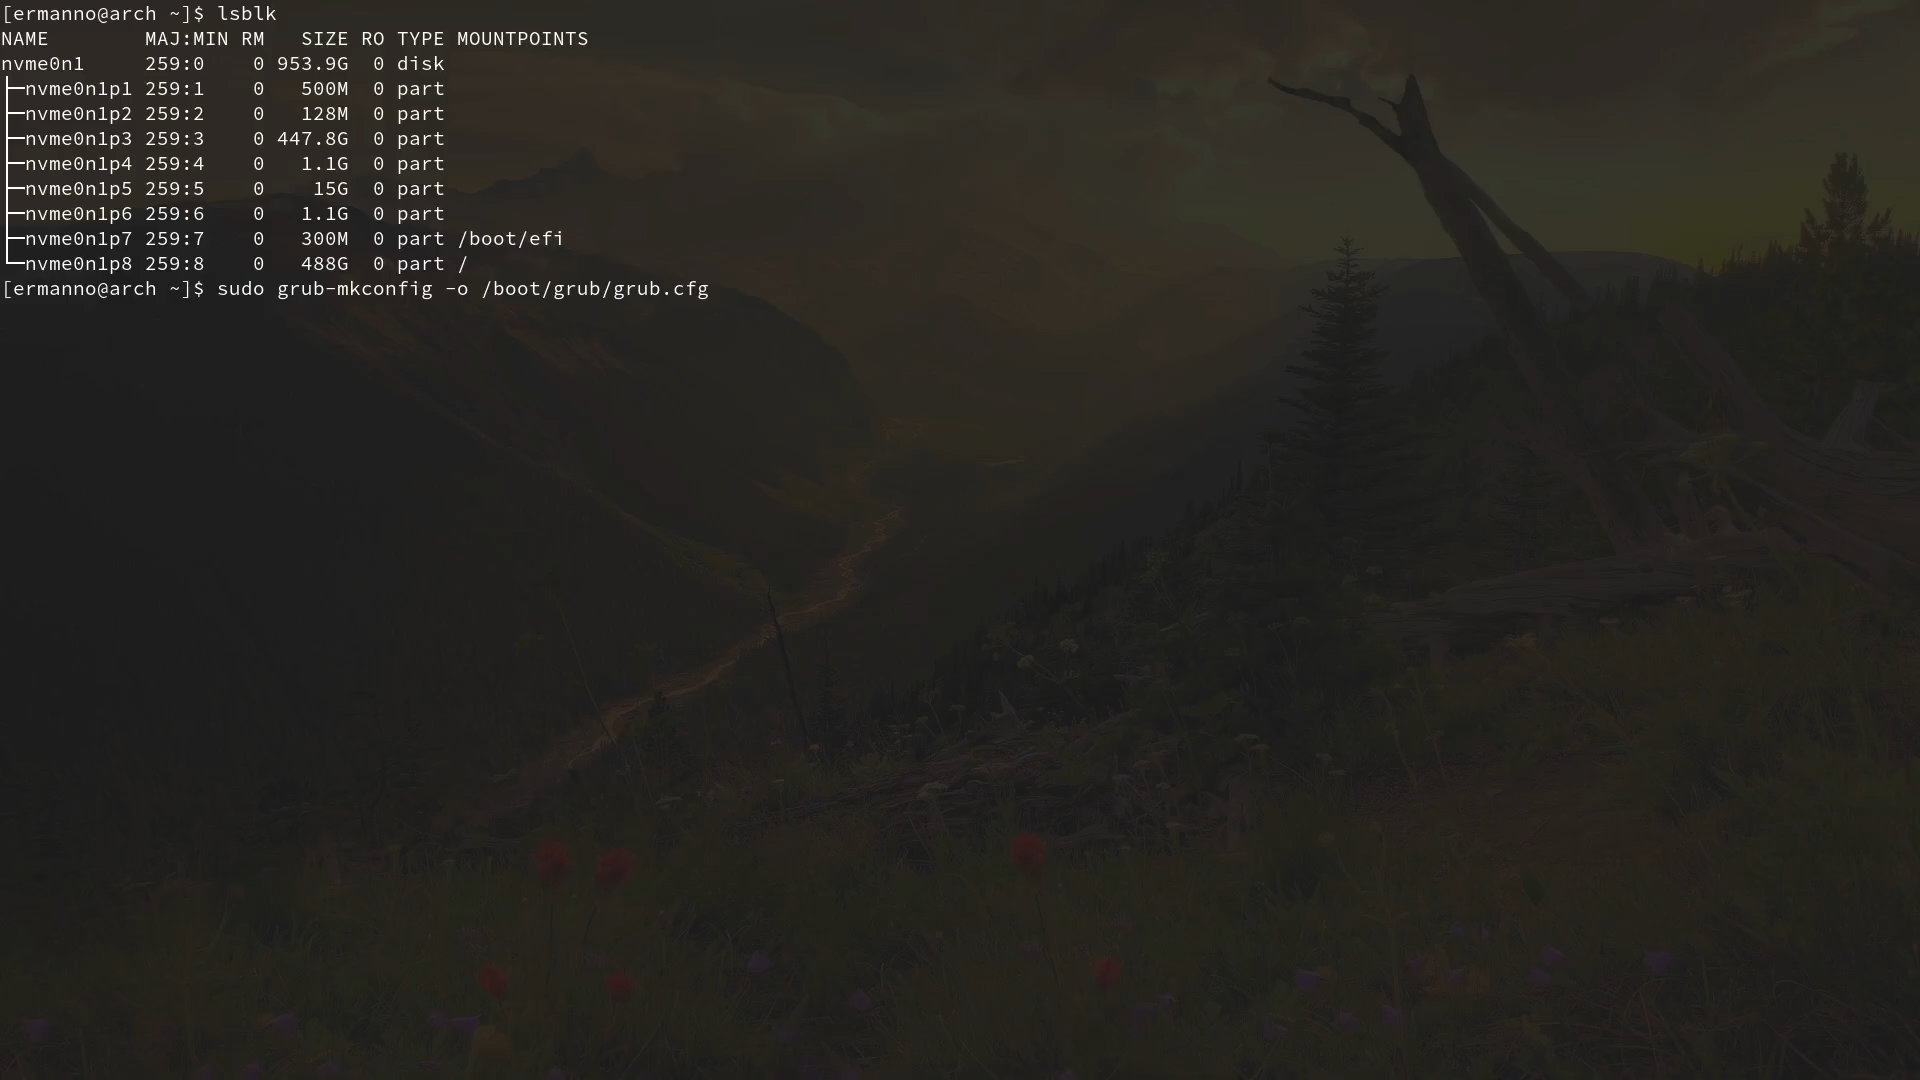 [ermanno@arch ~]$ lsblk
NAME        MAJ:MIN RM   SIZE RO TYPE MOUNTPOINTS
nvme0n1     259:0    0 953.9G  0 disk
├─nvme0n1p1 259:1    0   500M  0 part
├─nvme0n1p2 259:2    0   128M  0 part
├─nvme0n1p3 259:3    0 447.8G  0 part
├─nvme0n1p4 259:4    0   1.1G  0 part
├─nvme0n1p5 259:5    0    15G  0 part
├─nvme0n1p6 259:6    0   1.1G  0 part
├─nvme0n1p7 259:7    0   300M  0 part /boot/efi
└─nvme0n1p8 259:8    0   488G  0 part /
[ermanno@arch ~]$ sudo grub-mkconfig -o /boot/grub/grub.cfg